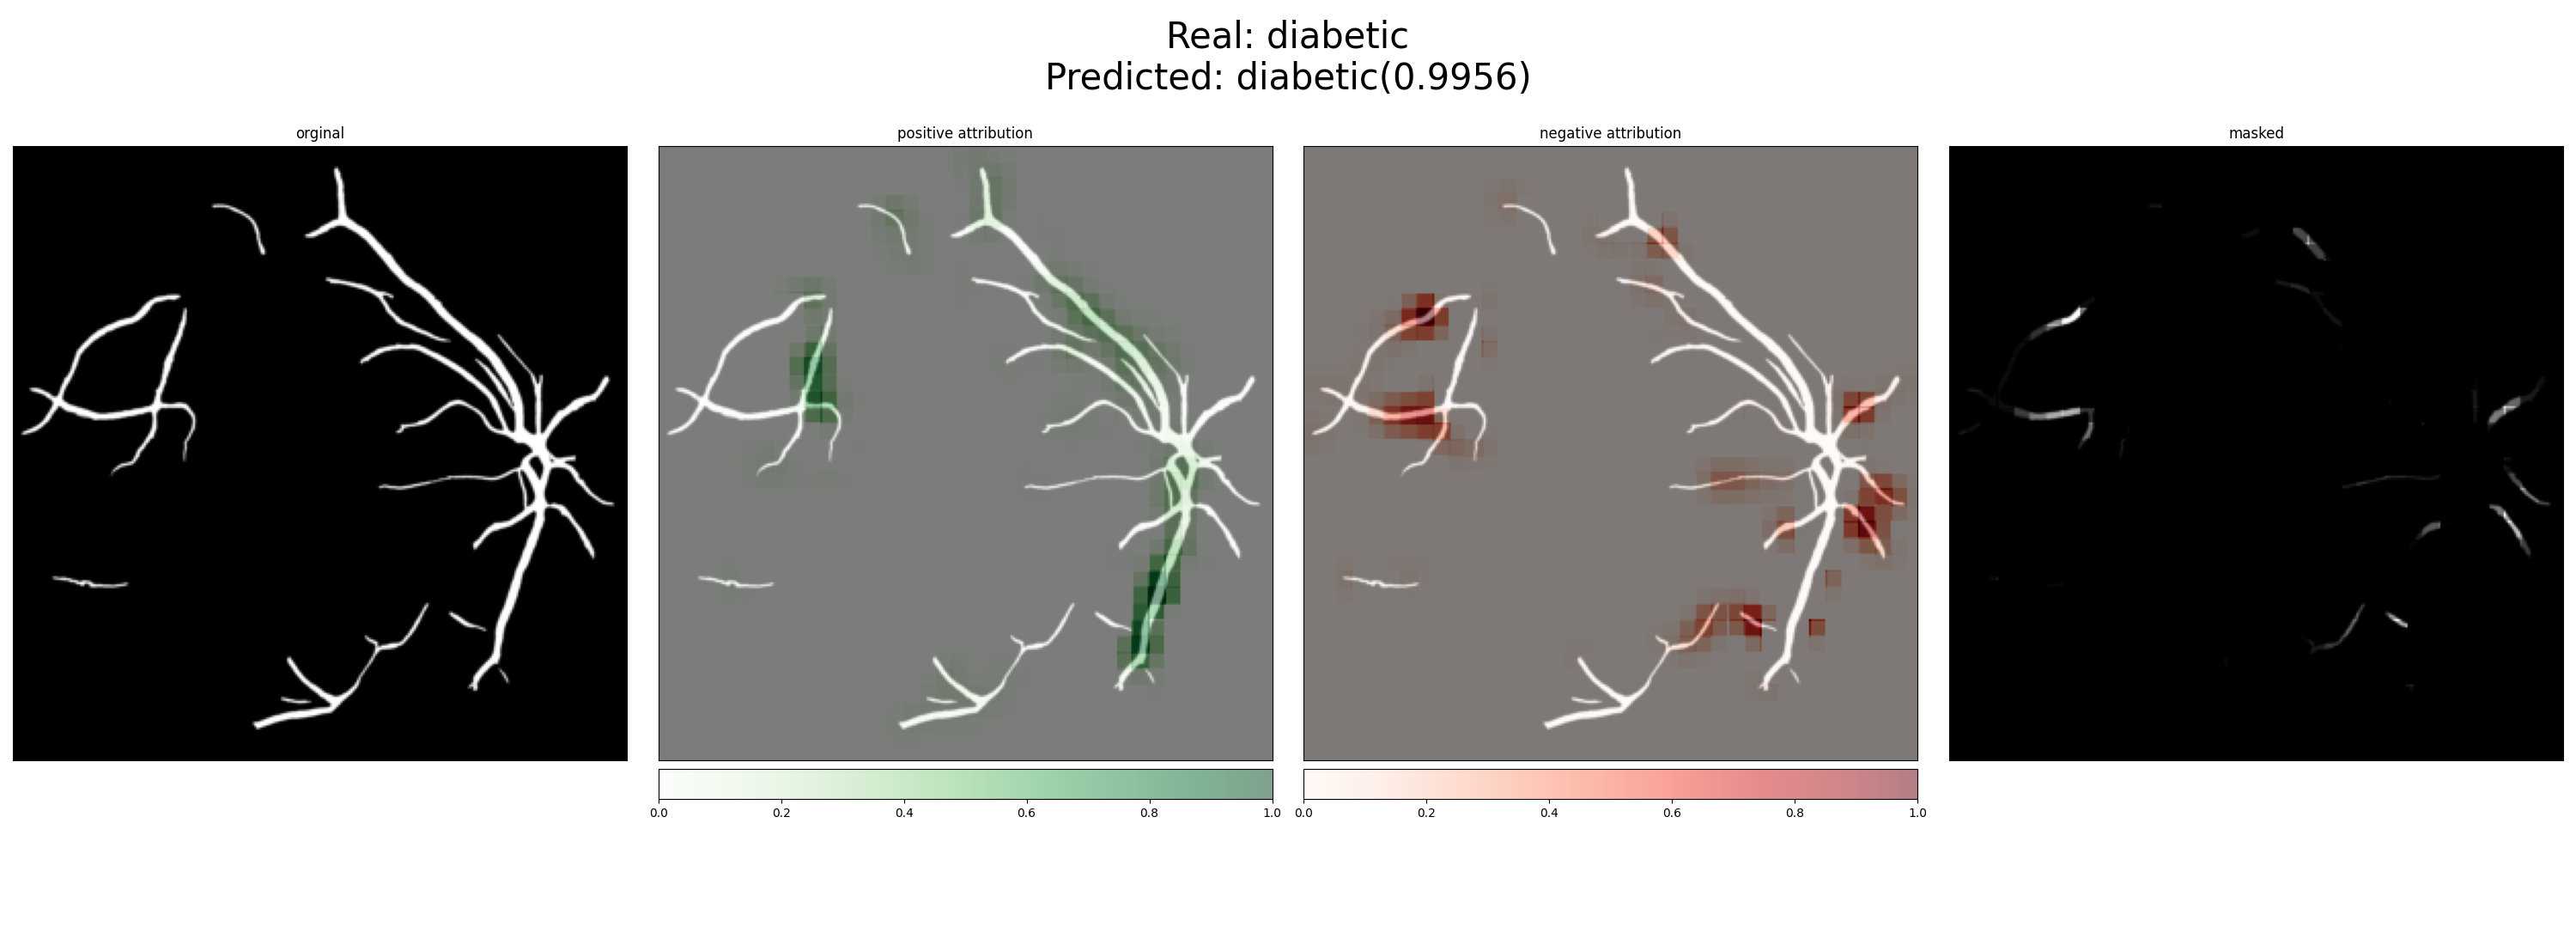 Real: diabetic
Predicted: diabetic(0.9956)
orginal
positive attribution
negative attribution
masked
0.0 0.2 0.4 0.6 0.8 1.0
0.0 0.2 0.4 0.6 0.8 1.0